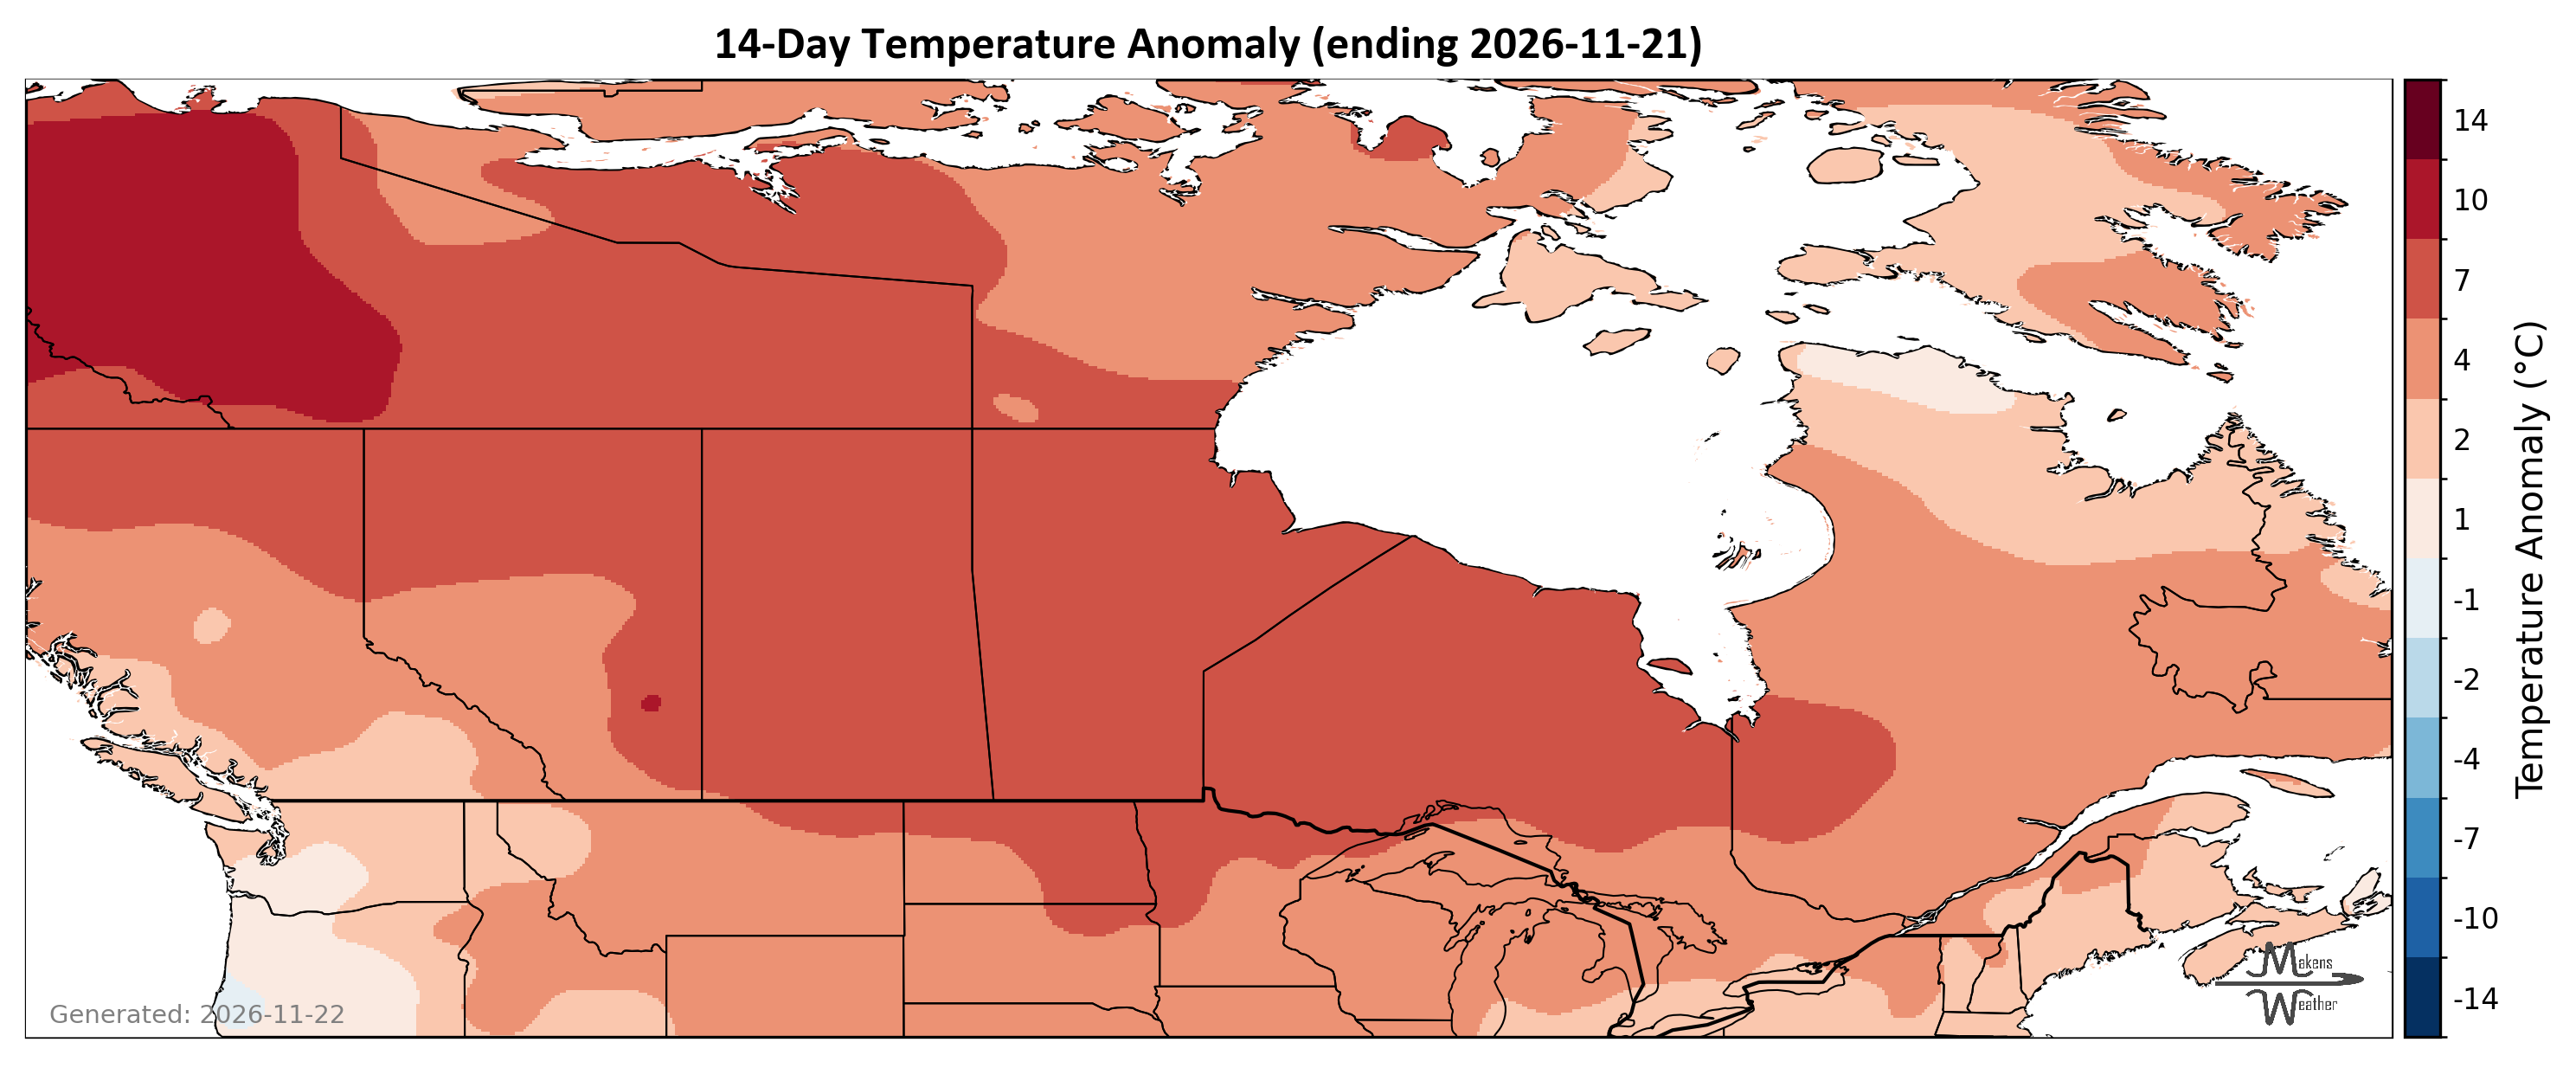 14-Day Temperature Anomaly (ending 2026-11-21)
14
10
7
4
2
1
-1
-2
-4
-7
-10
-14
Temperature Anomaly (°C)
Generated: 2026-11-22
Makens
Weather